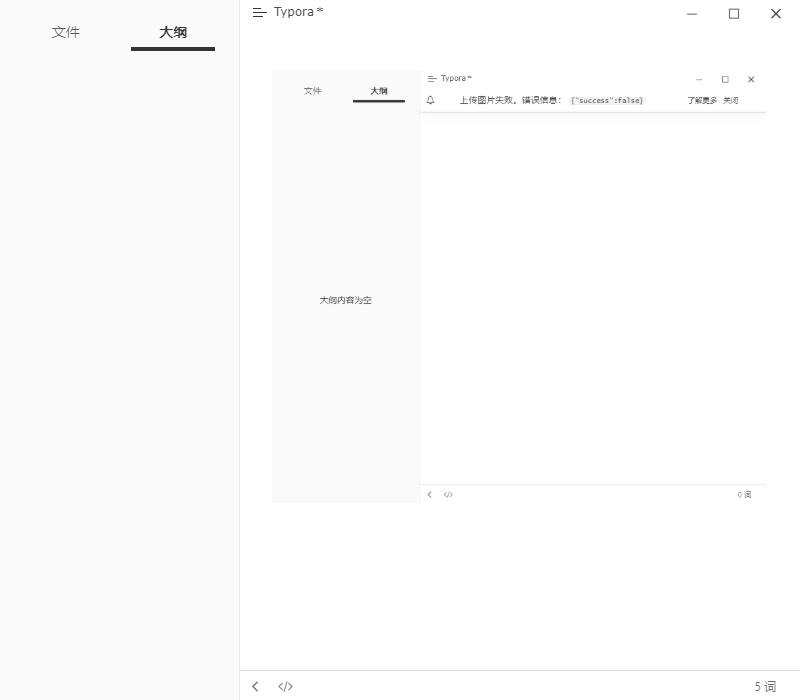 文件
大纲
Typora*
文件
大纲
Typora*
上传图片失败。错误信息： {"success":false} 了解更多 关闭
大纲内容为空
</>
0 词
</>
5 词